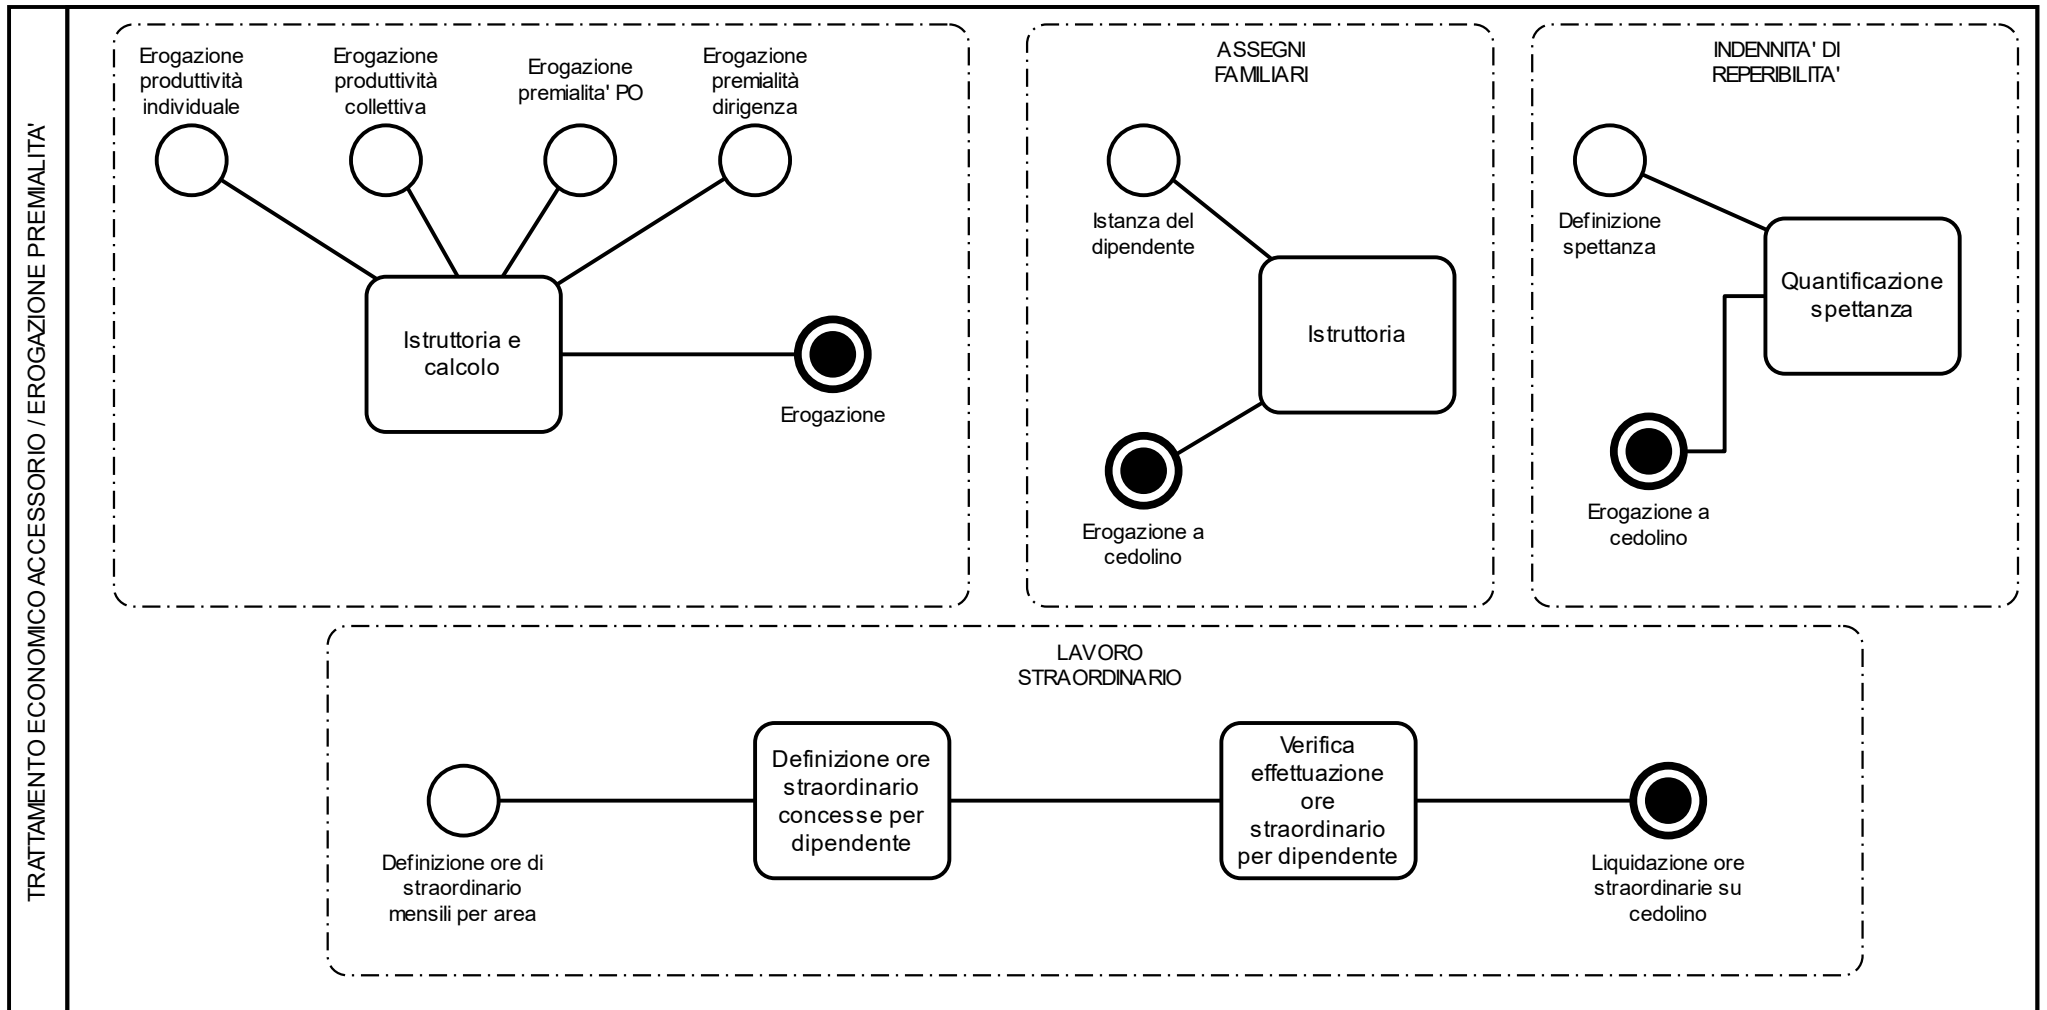 TRATTAMENTO ECONOMICO ACCESSORIO / EROGAZIONE PREMIALITA'
Erogazione
produttività
individuale
Erogazione
produttività
collettiva
Erogazione
premialita' PO
Erogazione
premialità
dirigenza
Istruttoria e
calcolo
Erogazione
ASSEGNI
FAMILIARI
Istanza del
dipendente
Istruttoria
Erogazione a
cedolino
INDENNITA' DI
REPERIBILITA'
Definizione
spettanza
Quantificazione
spettanza
Erogazione a
cedolino
LAVORO
STRAORDINARIO
Definizione ore di
straordinario
mensili per area
Definizione ore
straordinario
concesse per
dipendente
Verifica
effettuazione
ore
straordinario
per dipendente
Liquidazione ore
straordinarie su
cedolino